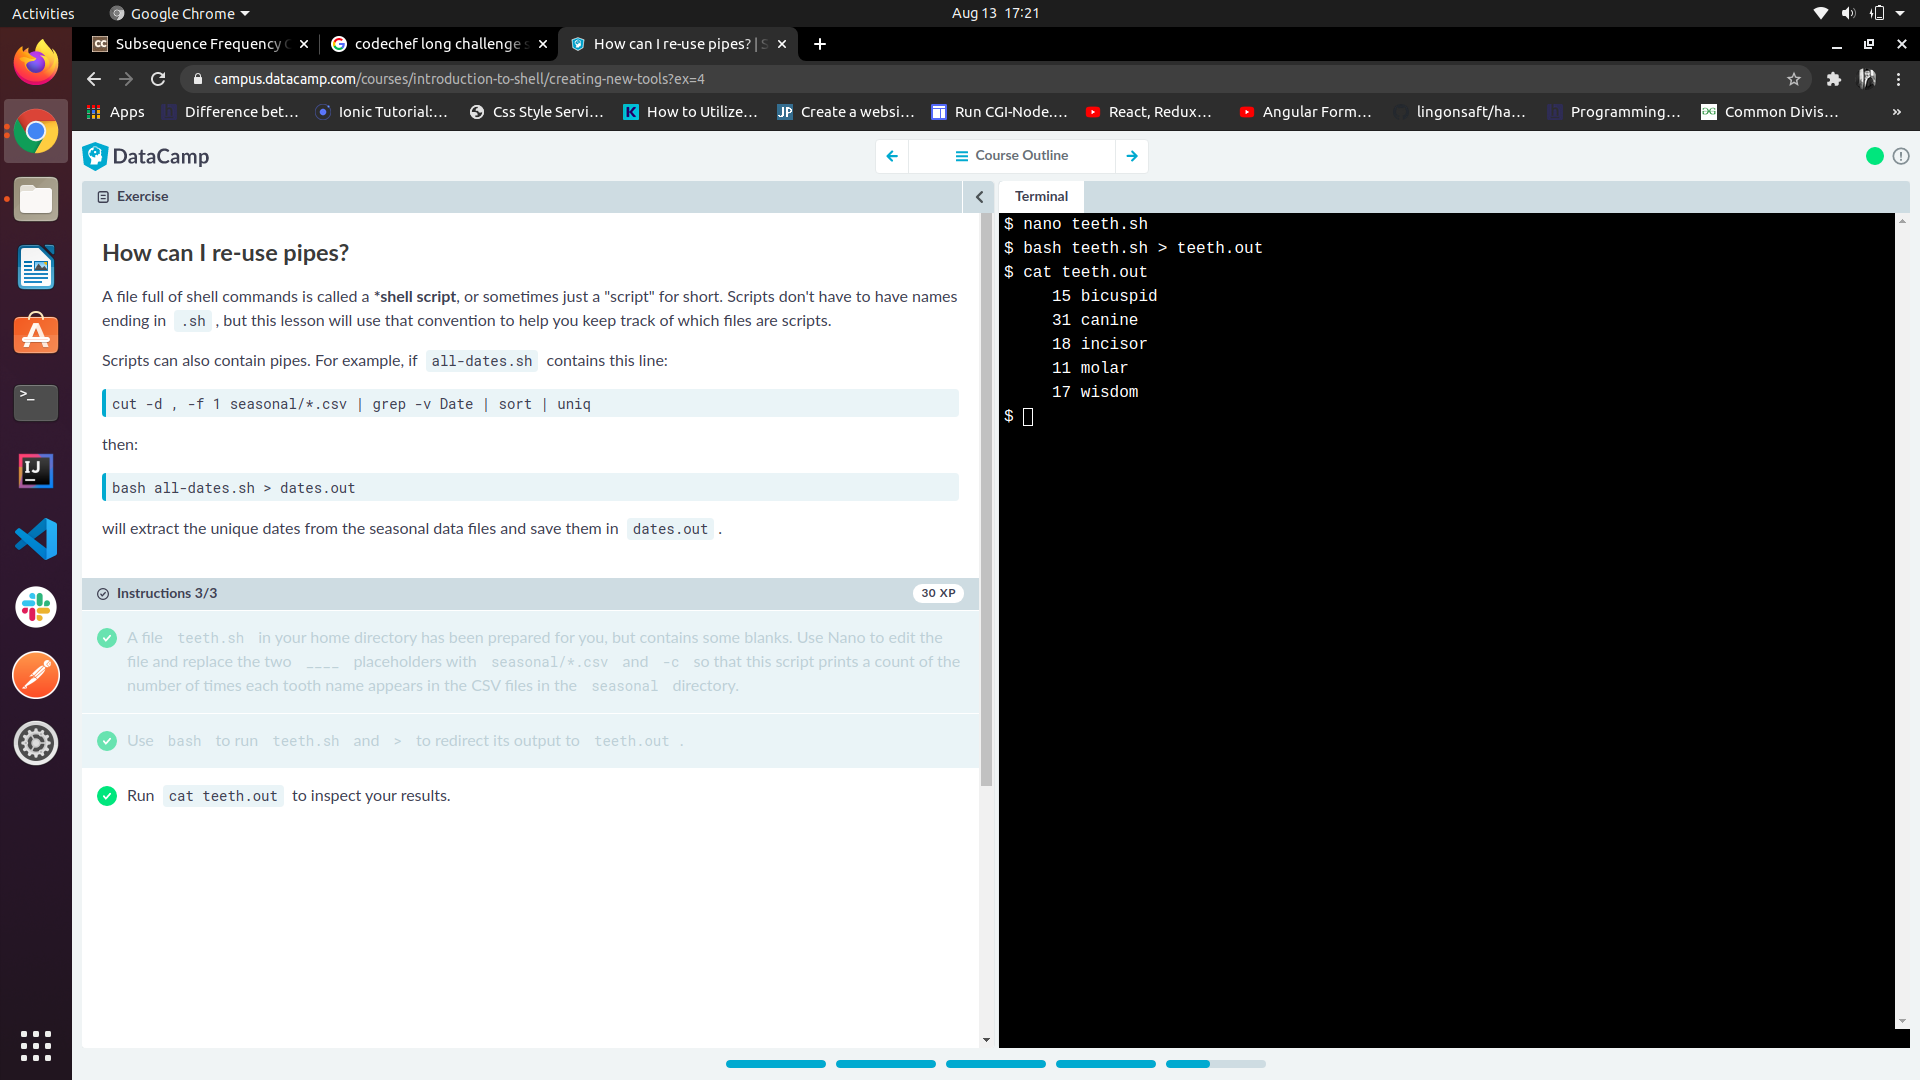 Activities
Google Chrome
Aug 13 17:21
Subsequence Frequency
codechef long challenge
How can I re-use pipes? |
campus.datacamp.com/courses/introduction-to-shell/creating-new-tools?ex=4
Apps
Difference bet...
Ionic Tutorial:...
Css Style Servi...
How to Utilize...
Create a websi...
Run CGI-Node....
React, Redux...
Angular Form...
lingonsaft/ha...
Programming...
Common Divis...
»
DataCamp
Course Outline
Exercise
Terminal
How can I re-use pipes?
A file full of shell commands is called a *shell script, or sometimes just a "script" for short. Scripts don't have to have names
ending in .sh , but this lesson will use that convention to help you keep track of which files are scripts.
Scripts can also contain pipes. For example, if all-dates.sh contains this line:
cut -d , -f 1 seasonal/*.csv | grep -v Date | sort | uniq
then:
bash all-dates.sh > dates.out
will extract the unique dates from the seasonal data files and save them in dates.out .
Instructions 3/3
30 XP
A file teeth.sh in your home directory has been prepared for you, but contains some blanks. Use Nano to edit the
file and replace the two ____ placeholders with seasonal/*.csv and -c so that this script prints a count of the
number of times each tooth name appears in the CSV files in the seasonal directory.
Use bash to run teeth.sh and > to redirect its output to teeth.out .
Run cat teeth.out to inspect your results.
$ nano teeth.sh
$ bash teeth.sh > teeth.out
$ cat teeth.out
15 bicuspid
31 canine
18 incisor
11 molar
17 wisdom
$